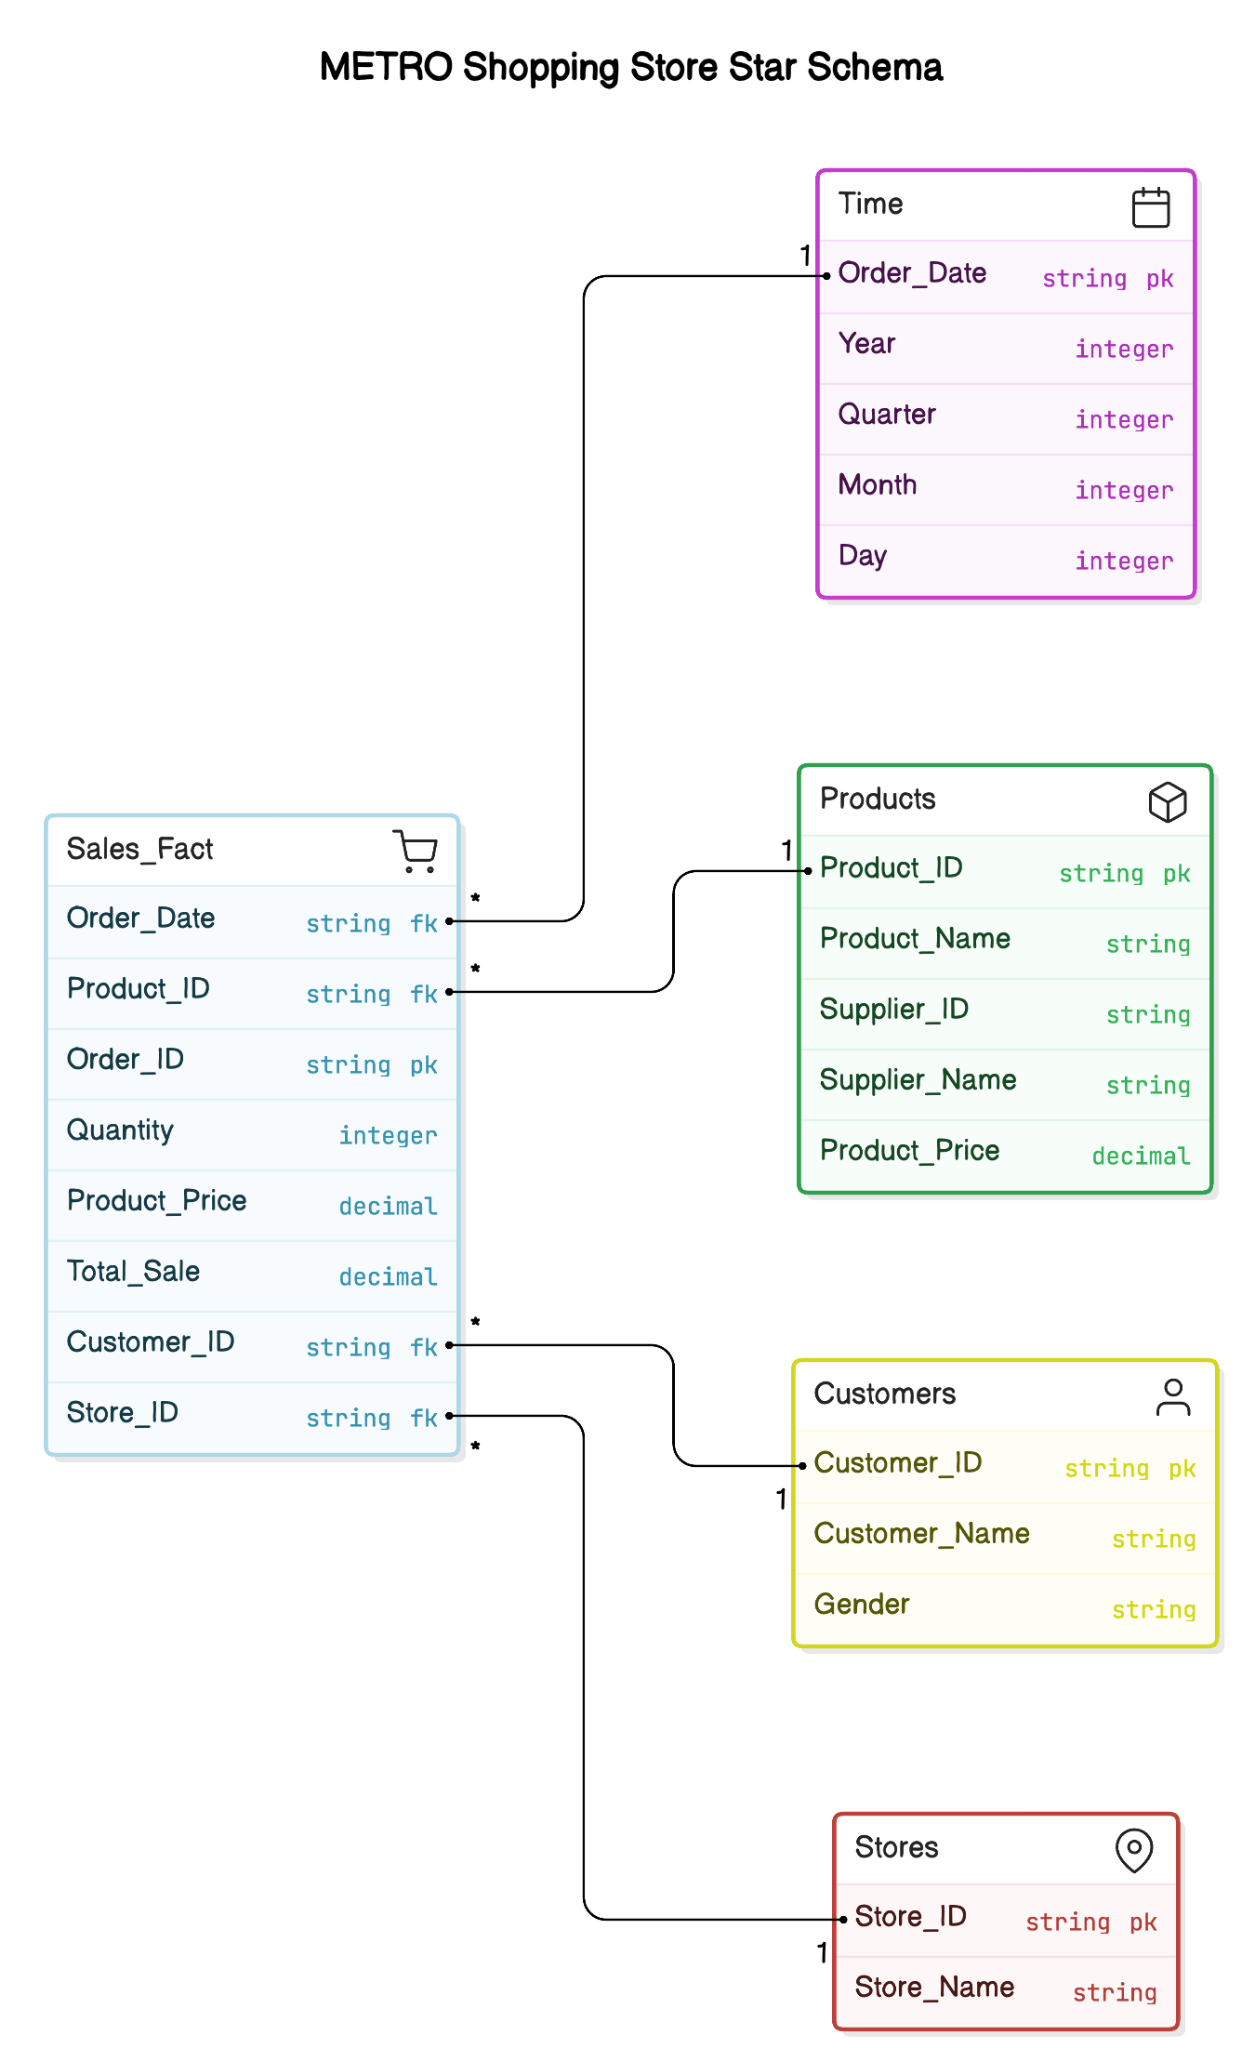 METRO Shopping Store Star Schema
Time
1
Order_Date string pk
Year integer
Quarter integer
Month integer
Day integer
Products
1
Product_ID string pk
Product_Name string
Supplier_ID string
Supplier_Name string
Product_Price decimal
Sales_Fact
*
Order_Date string fk
*
Product_ID string fk
Order_ID string pk
Quantity integer
Product_Price decimal
Total_Sale decimal
*
Customer_ID string fk
Store_ID string fk
*
Customers
Customer_ID string pk
1
Customer_Name string
Gender string
Stores
Store_ID string pk
1
Store_Name string